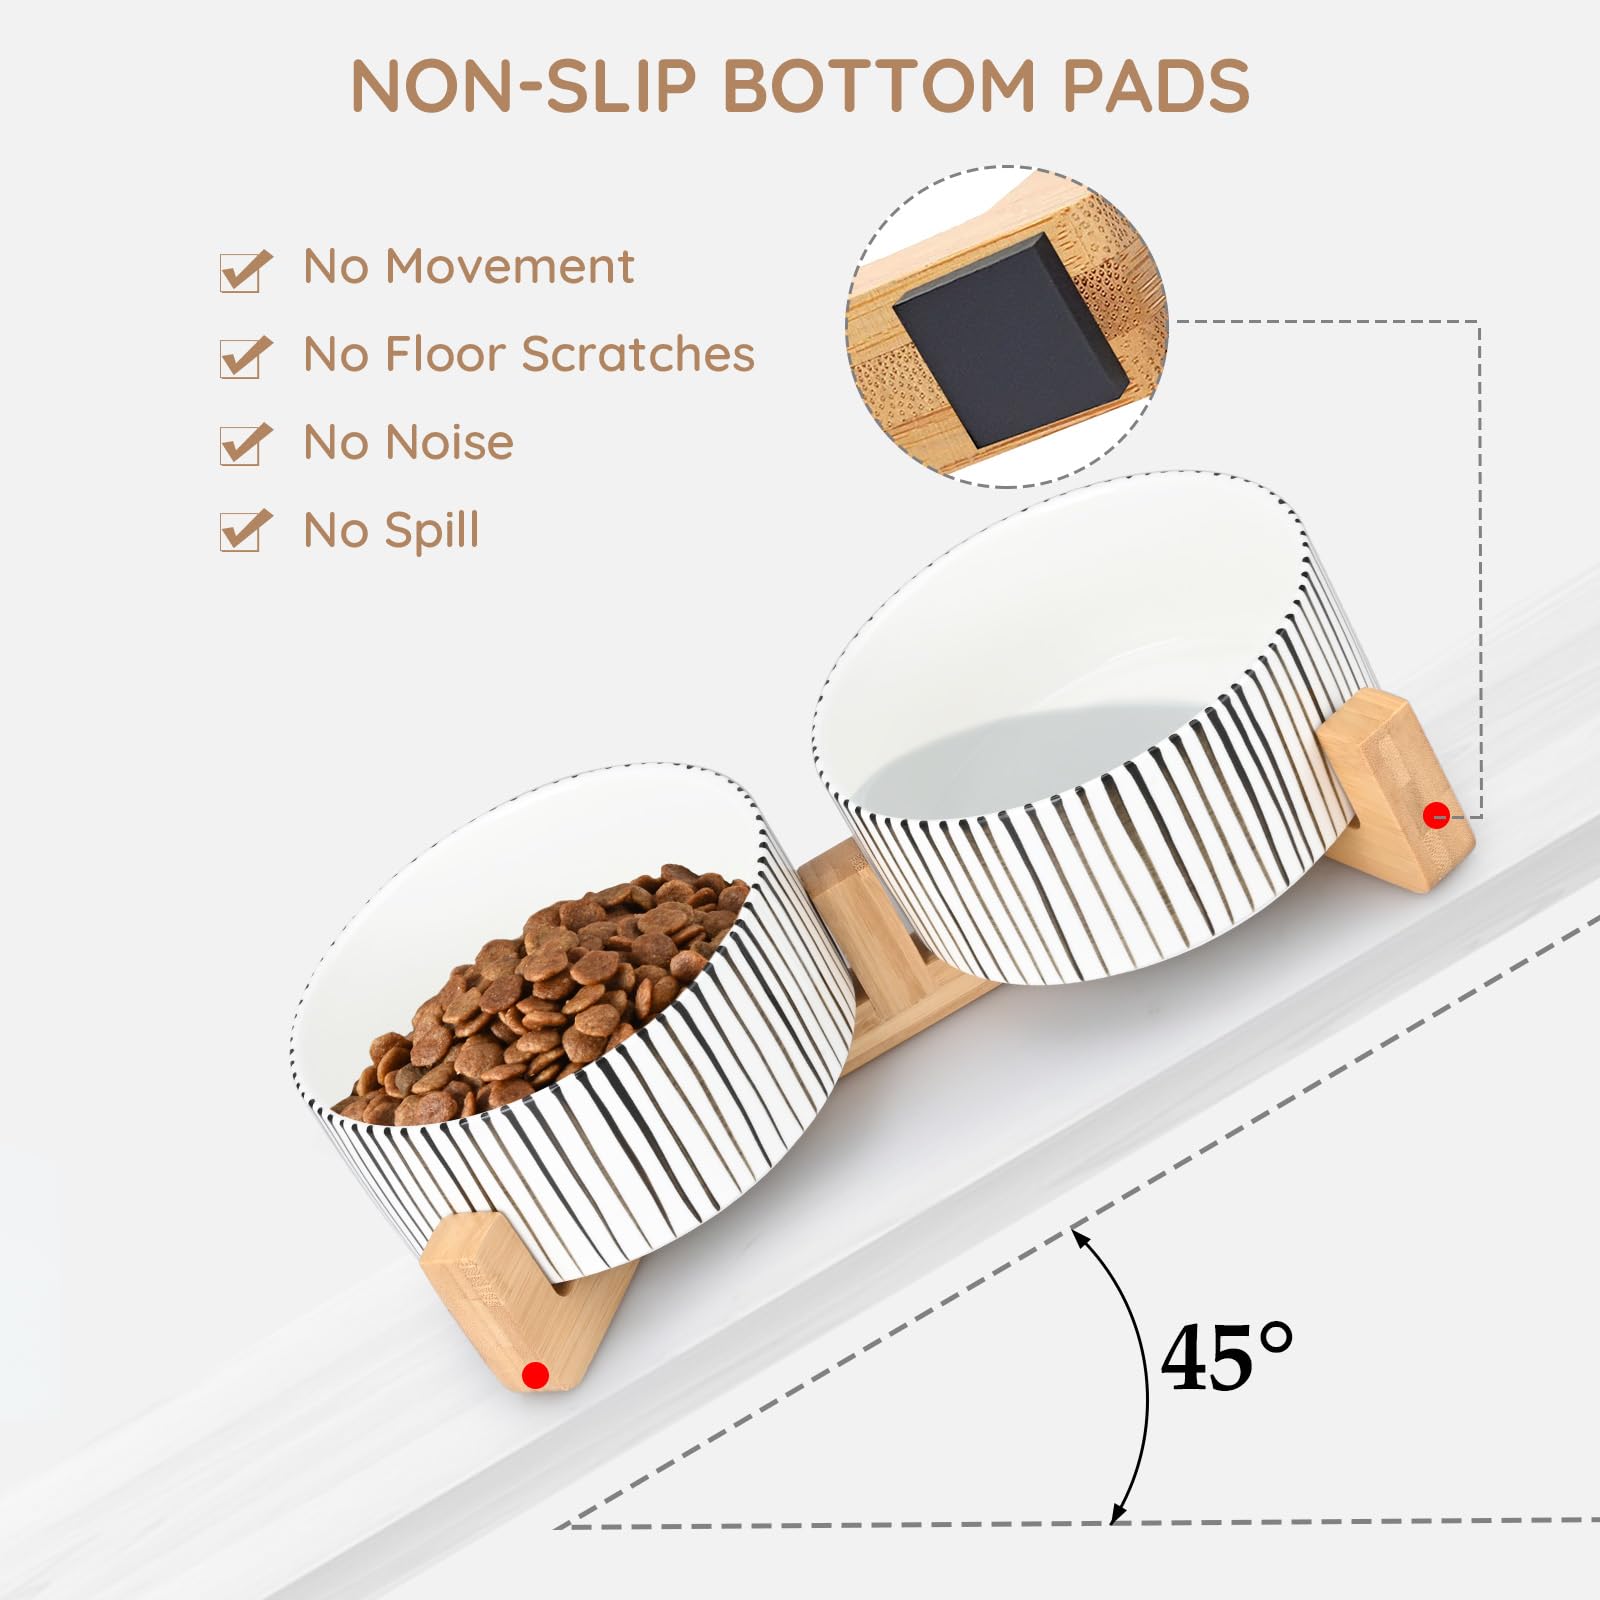 NON-SLIP BOTTOM PADS
No Movement
No Floor Scratches
No Noise
No Spill
45°